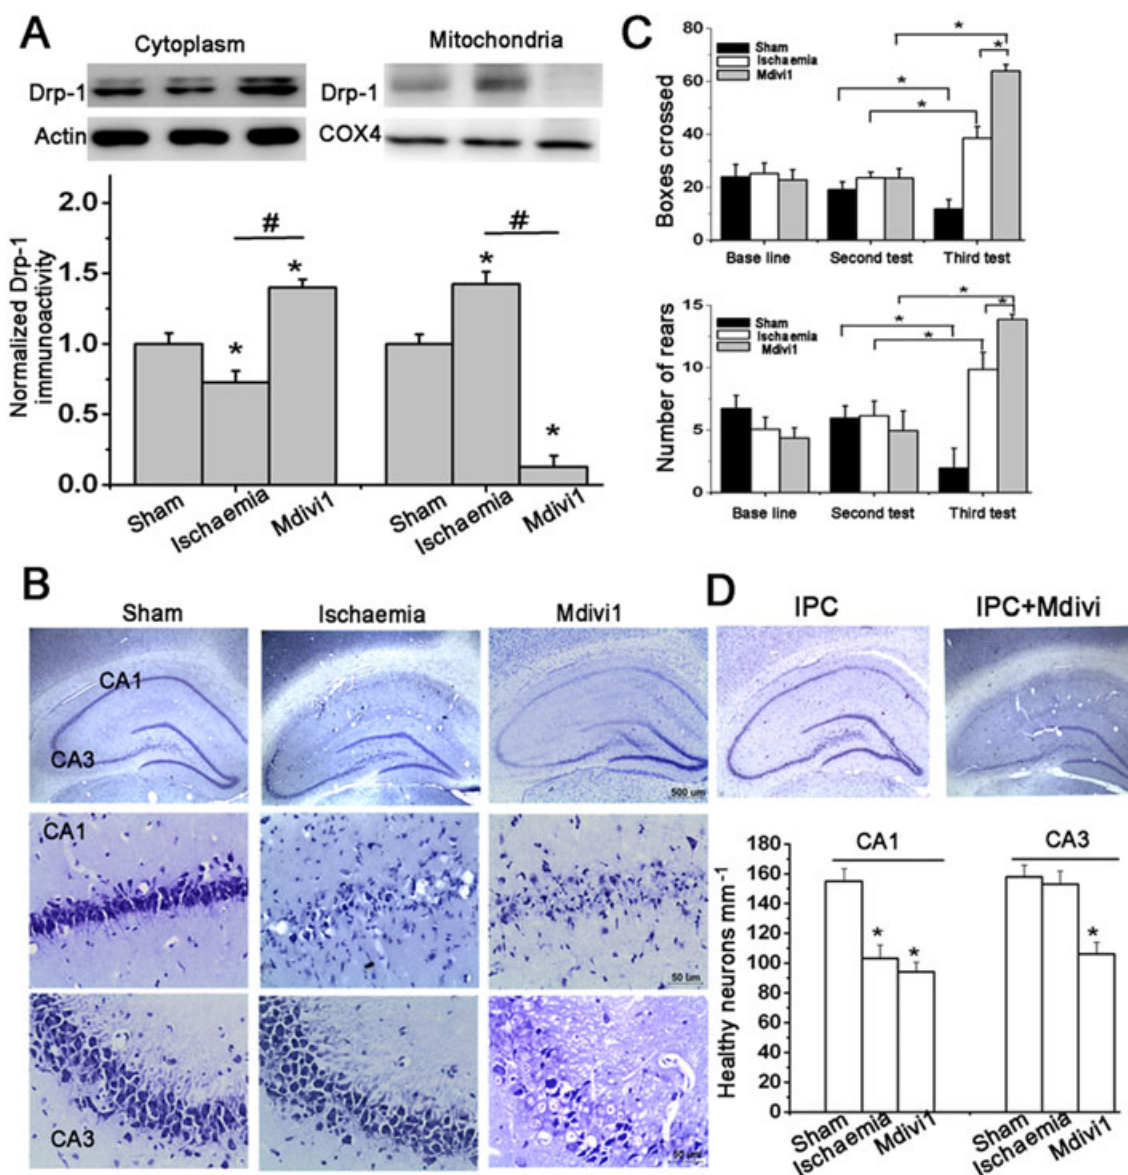 A
Cytoplasm
Mitochondria
Drp-1
Drp-1
Actin
COX4
Normalized Drp-1
immunoactivity
2.0
1.5
1.0
0.5
0.0
#
#
*
*
*
*
Sham
Ischaemia
Mdivi1
Sham
Ischaemia
Mdivi1
C
Boxes crossed
80
60
40
20
0
Sham
Ischaemia
Mdivi1
*
*
*
*
Base line
Second test
Third test
Number of rears
15
10
5
0
Sham
Ischaemia
Mdivi1
*
*
*
*
Base line
Second test
Third test
B
Sham
Ischaemia
Mdivi1
CA1
CA3
500 um
CA1
50 um
CA3
50 um
D
IPC
IPC+Mdivi
Healthy neurons mm⁻¹
180
160
140
120
100
80
60
40
20
0
CA1
CA3
*
*
*
Sham
Ischaemia
Mdivi1
Sham
Ischaemia
Mdivi1